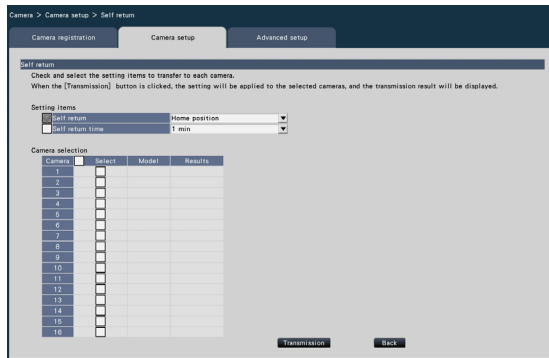 Camera > Camera setup > Self return
Camera registration Camera setup Advanced setup
Self return
Check and select the setting items to transfer to each camera.
When the [Transmission] button is clicked, the setting will be applied to the selected cameras, and the transmission result will be displayed.
Setting items
Self return Home position
Self return time 1 min
Camera selection
Camera Select Model Results
1
2
3
4
5
6
7
8
9
10
11
12
13
14
15
16
Transmission Back